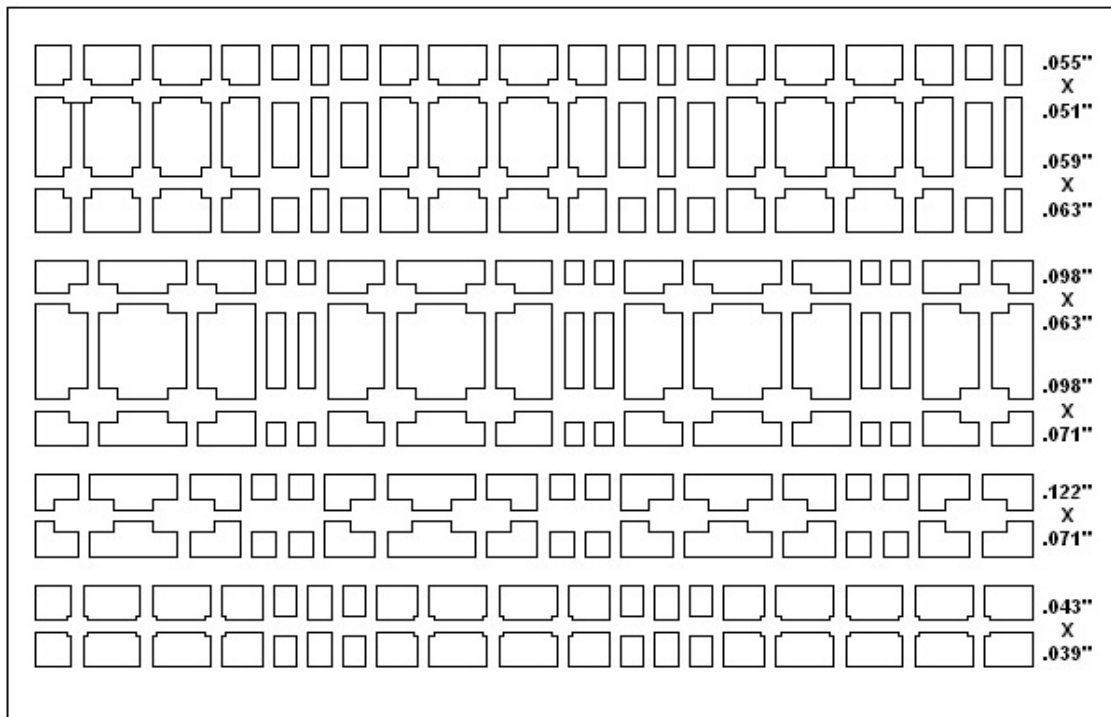 .055"
X
.051"
.059"
X
.063"
.098"
X
.063"
.098"
X
.071"
.122"
X
.071"
.043"
X
.039"